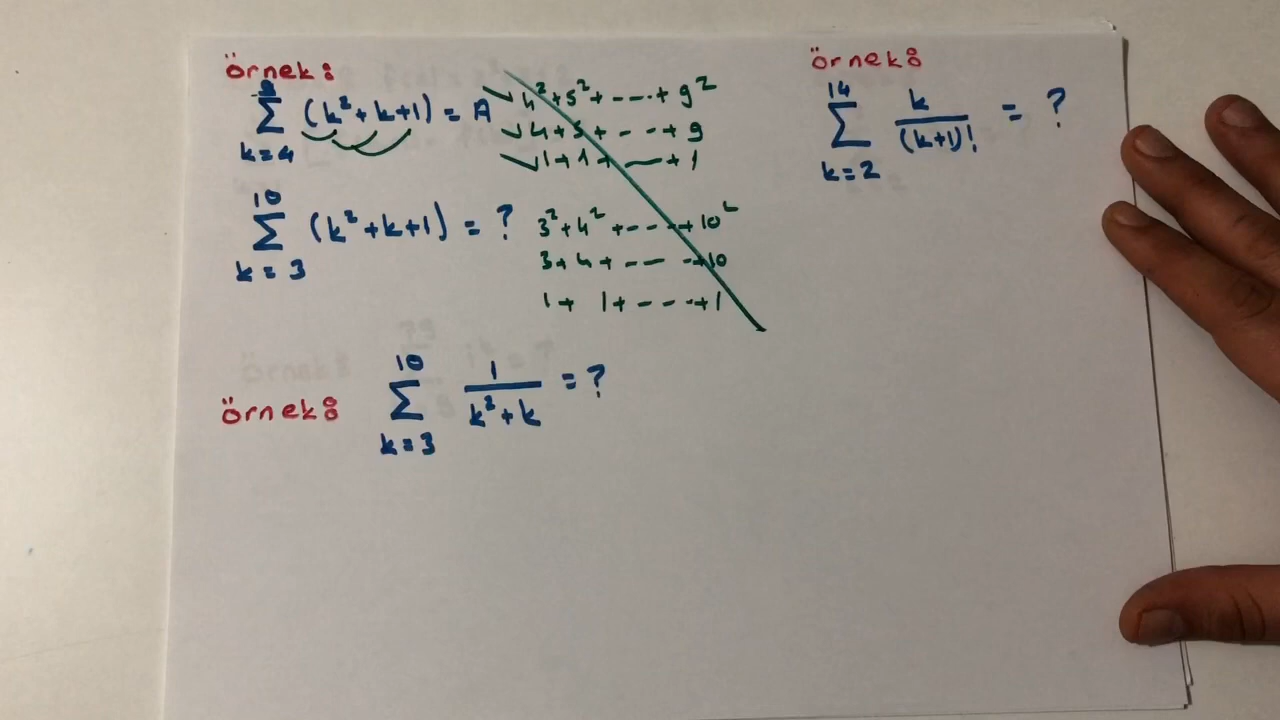 örnek:
9
∑ (k²+k+1) = A
k=4
4²+5²+----+9²
4+5+---+9
1+1+—+1
10
∑ (k²+k+1) = ?
k=3
3²+4²+----+10²
3+4+-----+10
1+ 1+----+1
örnek:
10
∑ 1/(k²+k) = ?
k=3
örnek:
14
∑ k/(k+1)! = ?
k=2